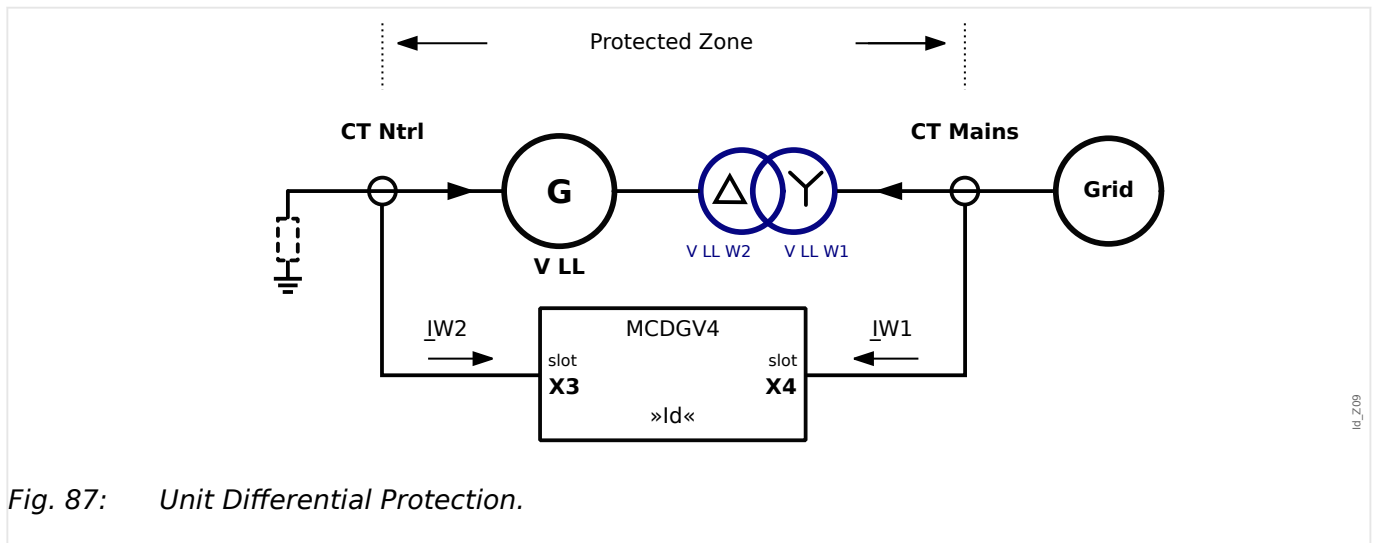 Protected Zone
CT Ntrl
CT Mains
G
Grid
V LL W2
V LL W1
V LL
IW2
MCDGV4
IW1
slot
slot
X3
X4
»Id«
Id_Z09
Fig. 87: Unit Differential Protection.